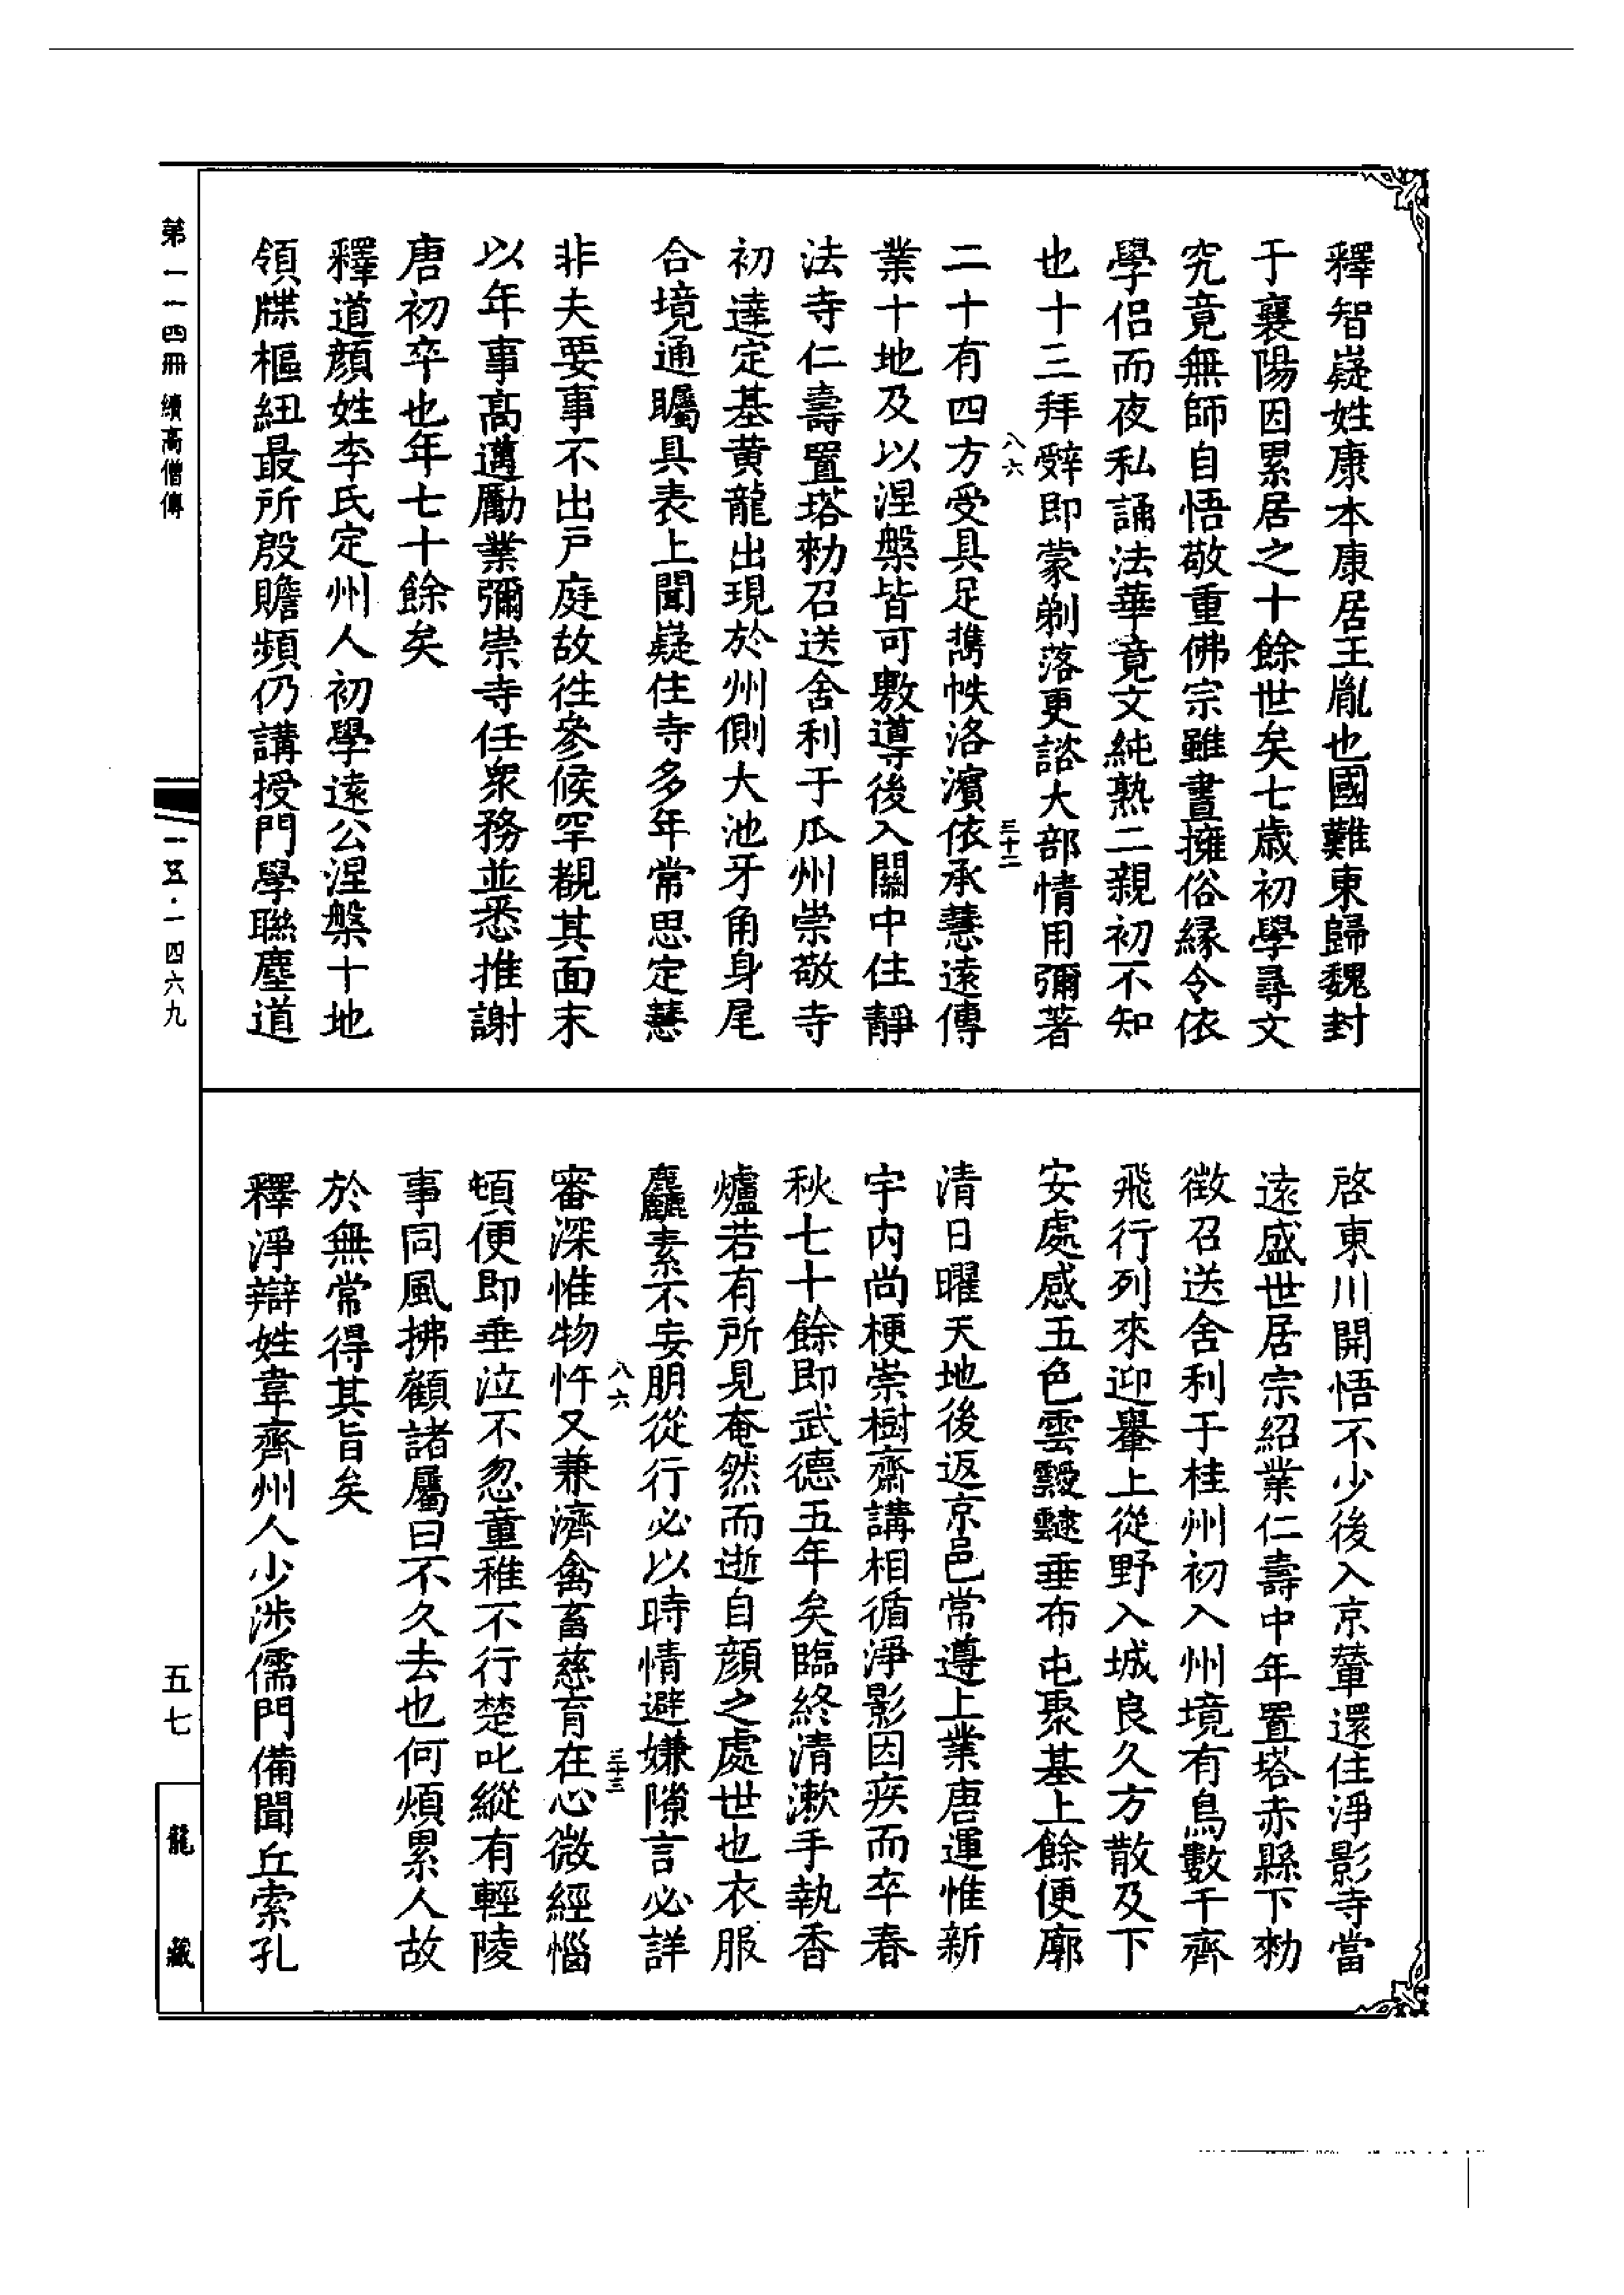 釋智嶷姓康本康居王胤也國難東歸魏封
于襄陽因累居之十餘世矣七歲初學尋文
究竟無師自悟敬重佛宗雖晝擁俗緣令依
學侶而夜私誦法華竟文純熟二親初不知
也十三拜辤即蒙剃落更諮大部情用彌著
八六
三十二
二十有四方受具足攜帙洛濱依承慧遠傳
業十地及以涅槃皆可敷導後入關中住靜
法寺仁壽置塔勑召送舍利于瓜州崇敬寺
初達定基黃龍出現於州側大池牙角身尾
合境通矚具表上聞嶷住寺多年常思定慧
非夫要事不出戶庭故徃參候罕覩其面末
以年事高邁勵業彌崇寺任衆務並悉推謝
唐初卒也年七十餘矣
釋道顏姓李氏定州人初學遠公涅槃十地
領牒樞紐最所殷贍頻仍講授門學聯塵道
啓東川開悟不少後入京輦還住淨影寺當
遠盛世居宗紹業仁壽中年置塔赤縣下勑
徵召送舍利于桂州初入州境有鳥數千齊
飛行列來迎轝上從野入城良久方散及下
安處感五色雲靉靆垂布屯聚基上餘便廓
清日曜天地後返京邑常遵上業唐運惟新
宇內尚梗崇樹齋講相循淨影因疾而卒春
秋七十餘即武德五年矣臨終清漱手執香
爐若有所見奄然而逝自顏之處世也衣服
麤素不妄朋從行必以時情避嫌隙言必詳
八六
三十三
審深惟物忤又兼濟禽畜慈育在心微經惱
頓便即垂泣不忍童稚不行楚叱縱有輕陵
事同風拂顧諸屬曰不久去也何煩累人故
於無常得其旨矣
釋淨辯姓韋齊州人少涉儒門備聞丘索孔
第一一四冊 續高僧傳
一五·一四六九
五七
龍藏